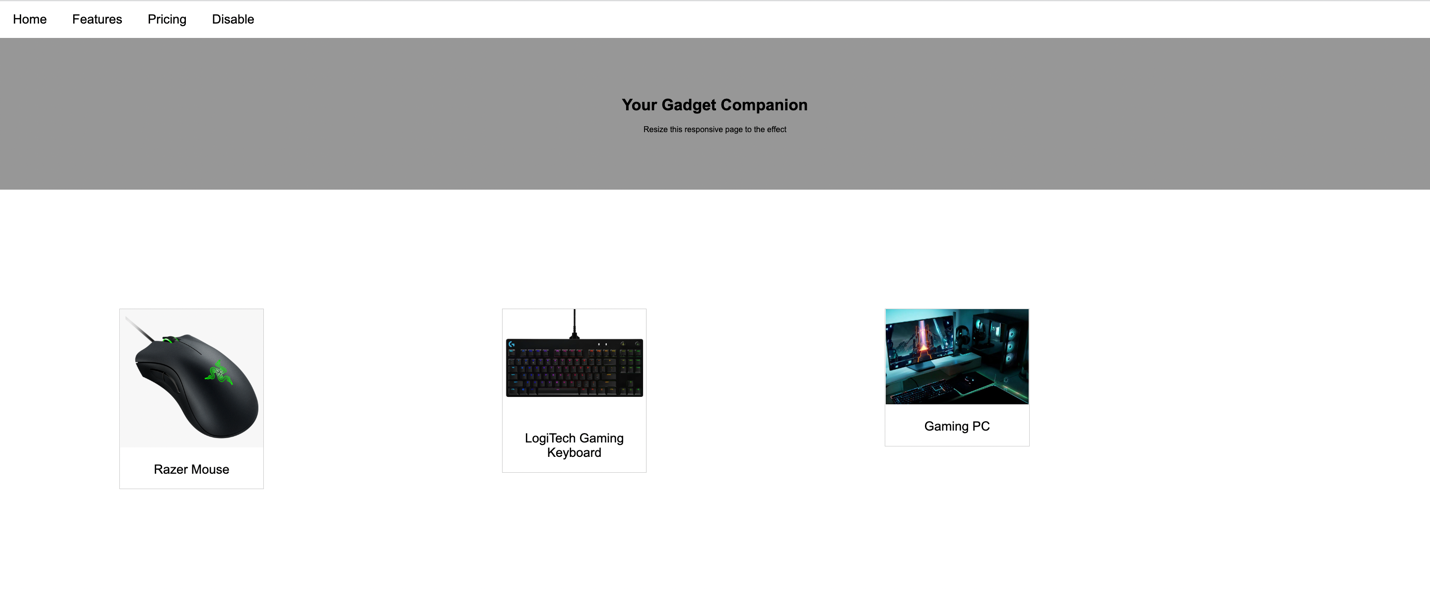 Home Features Pricing Disable
Your Gadget Companion
Resize this responsive page to the effect
Razer Mouse
LogiTech Gaming
Keyboard
Gaming PC